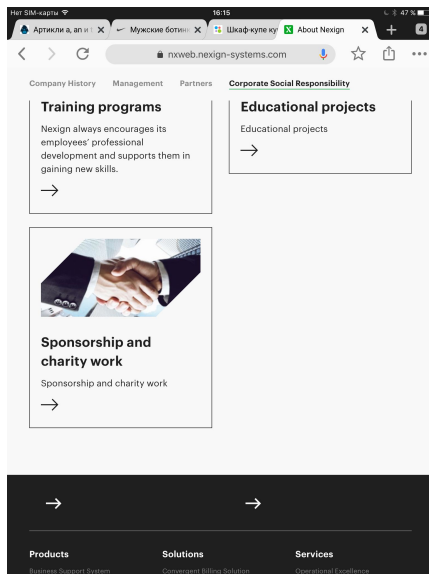 Нет SIM-карты 16:15 47 %
Артикли a, an и t
Мужские ботинк
Шкаф-купе куг
About Nexign
4
nxweb.nexign-systems.com
Company History Management Partners Corporate Social Responsibility
Training programs
Nexign always encourages its
employees’ professional
development and supports them in
gaining new skills.
Educational projects
Educational projects
Sponsorship and
charity work
Sponsorship and charity work
Products Solutions Services
Business Support System Convergent Billing Solution Operational Excellence